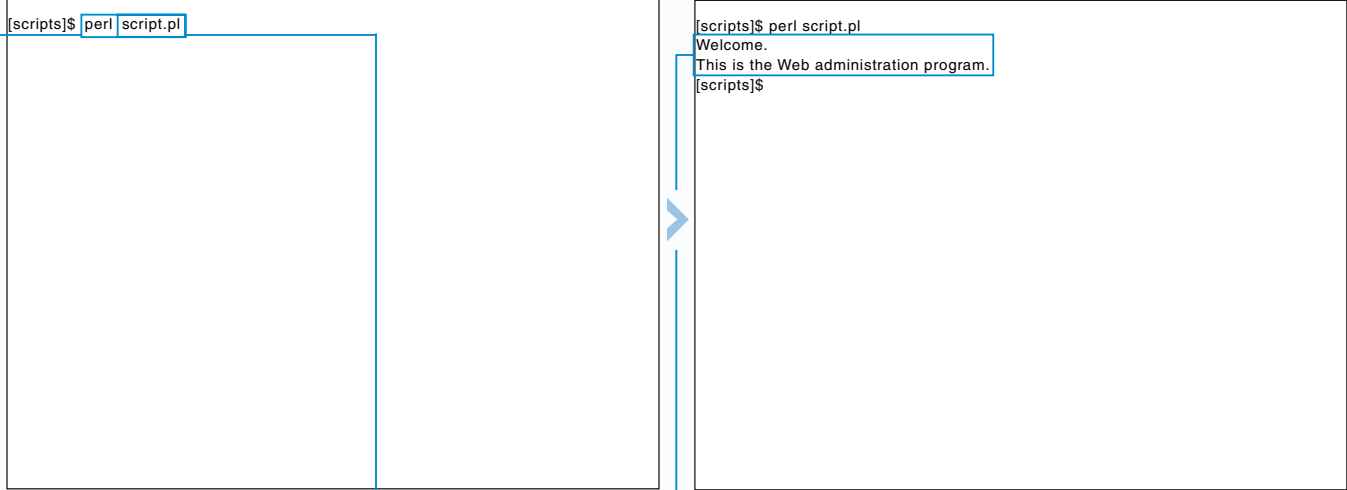 [scripts]$ perl script.pl
[scripts]$ perl script.pl
Welcome.
This is the Web administration program.
[scripts]$